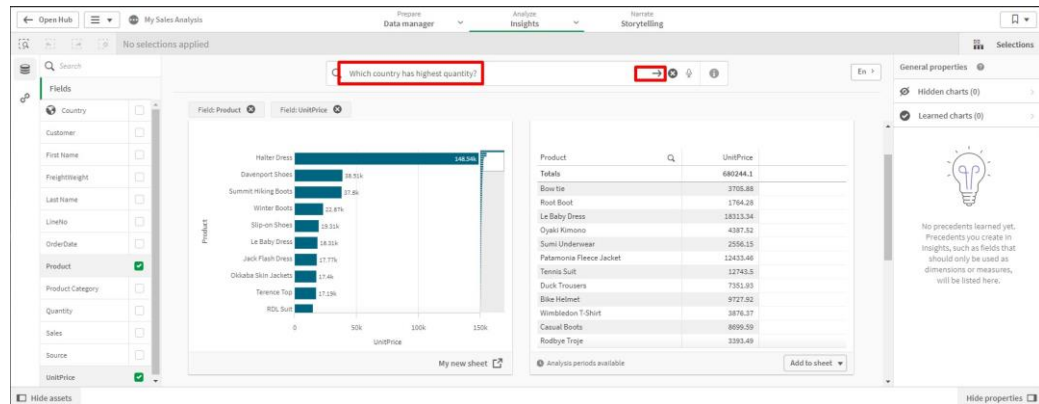 Open Hub
My Sales Analysis
Prepare
Data manager
Analyze
Insights
Narrate
Storytelling
No selections applied
Selections
Search
Fields
Country
Customer
First Name
FreightWeight
Last Name
LineNo
OrderDate
Product
Product Category
Quantity
Sales
Source
UnitPrice
Which country has highest quantity?
En
Field: Product
Field: UnitPrice
Product
Halter Dress 148.54k
Davenport Shoes 38.51k
Summit Hiking Boots 37.8k
Winter Boots 22.87k
Slip-on Shoes 19.31k
Le Baby Dress 18.31k
Jack Flash Dress 17.77k
Okkaba Skin Jackets 17.4k
Terence Top 17.19k
RDL Suit
0 50k 100k 150k
UnitPrice
My new sheet
Product UnitPrice
Totals 680244.1
Bow tie 3705.88
Root Boot 1764.28
Le Baby Dress 18313.34
Oyaki Kimono 4387.52
Sumi Underwear 2556.15
Patamonia Fleece Jacket 12433.46
Tennis Suit 12743.5
Duck Trousers 7351.93
Bike Helmet 9727.92
Wimbledon T-Shirt 3876.37
Casual Boots 8699.59
Rodbye Troje 3393.49
Analysis periods available
Add to sheet
General properties
Hidden charts (0)
Learned charts (0)
No precedents learned yet.
Precedents you create in
Insights, such as fields that
should only be used as
dimensions or measures,
will be listed here.
Hide assets
Hide properties